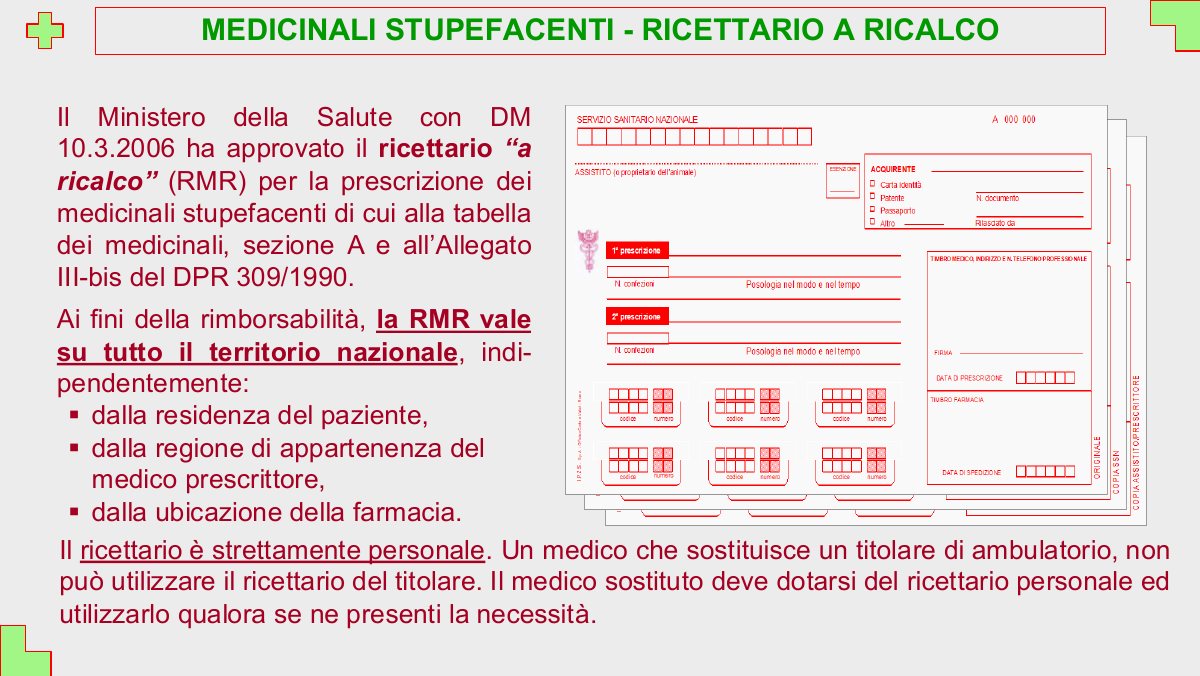 MEDICINALI STUPEFACENTI - RICETTARIO A RICALCO
Il Ministero della Salute con DM
10.3.2006 ha approvato il ricettario “a
ricalco” (RMR) per la prescrizione dei
medicinali stupefacenti di cui alla tabella
dei medicinali, sezione A e all’Allegato
III-bis del DPR 309/1990.
Ai fini della rimborsabilità, la RMR vale
su tutto il territorio nazionale, indi-
pendentemente:
▪ dalla residenza del paziente,
▪ dalla regione di appartenenza del
medico prescrittore,
▪ dalla ubicazione della farmacia.
SERVIZIO SANITARIO NAZIONALE
A 000 000
ASSISTITO (o proprietario dell'animale)
ESENZIONE
ACQUIRENTE
Carta Identità
Patente
N. documento
Passaporto
Altro
Rilasciato da
1ª prescrizione
N. confezioni
Posologia nel modo e nel tempo
2ª prescrizione
N. confezioni
Posologia nel modo e nel tempo
TIMBRO MEDICO, INDIRIZZO E N. TELEFONO PROFESSIONALE
FIRMA
DATA DI PRESCRIZIONE
TIMBRO FARMACIA
DATA DI SPEDIZIONE
codice numero
codice numero
codice numero
codice numero
codice numero
codice numero
ORIGINALE
COPIA SSN
COPIA ASSISTITO/PRESCRITTORE
Il ricettario è strettamente personale. Un medico che sostituisce un titolare di ambulatorio, non
può utilizzare il ricettario del titolare. Il medico sostituto deve dotarsi del ricettario personale ed
utilizzarlo qualora se ne presenti la necessità.